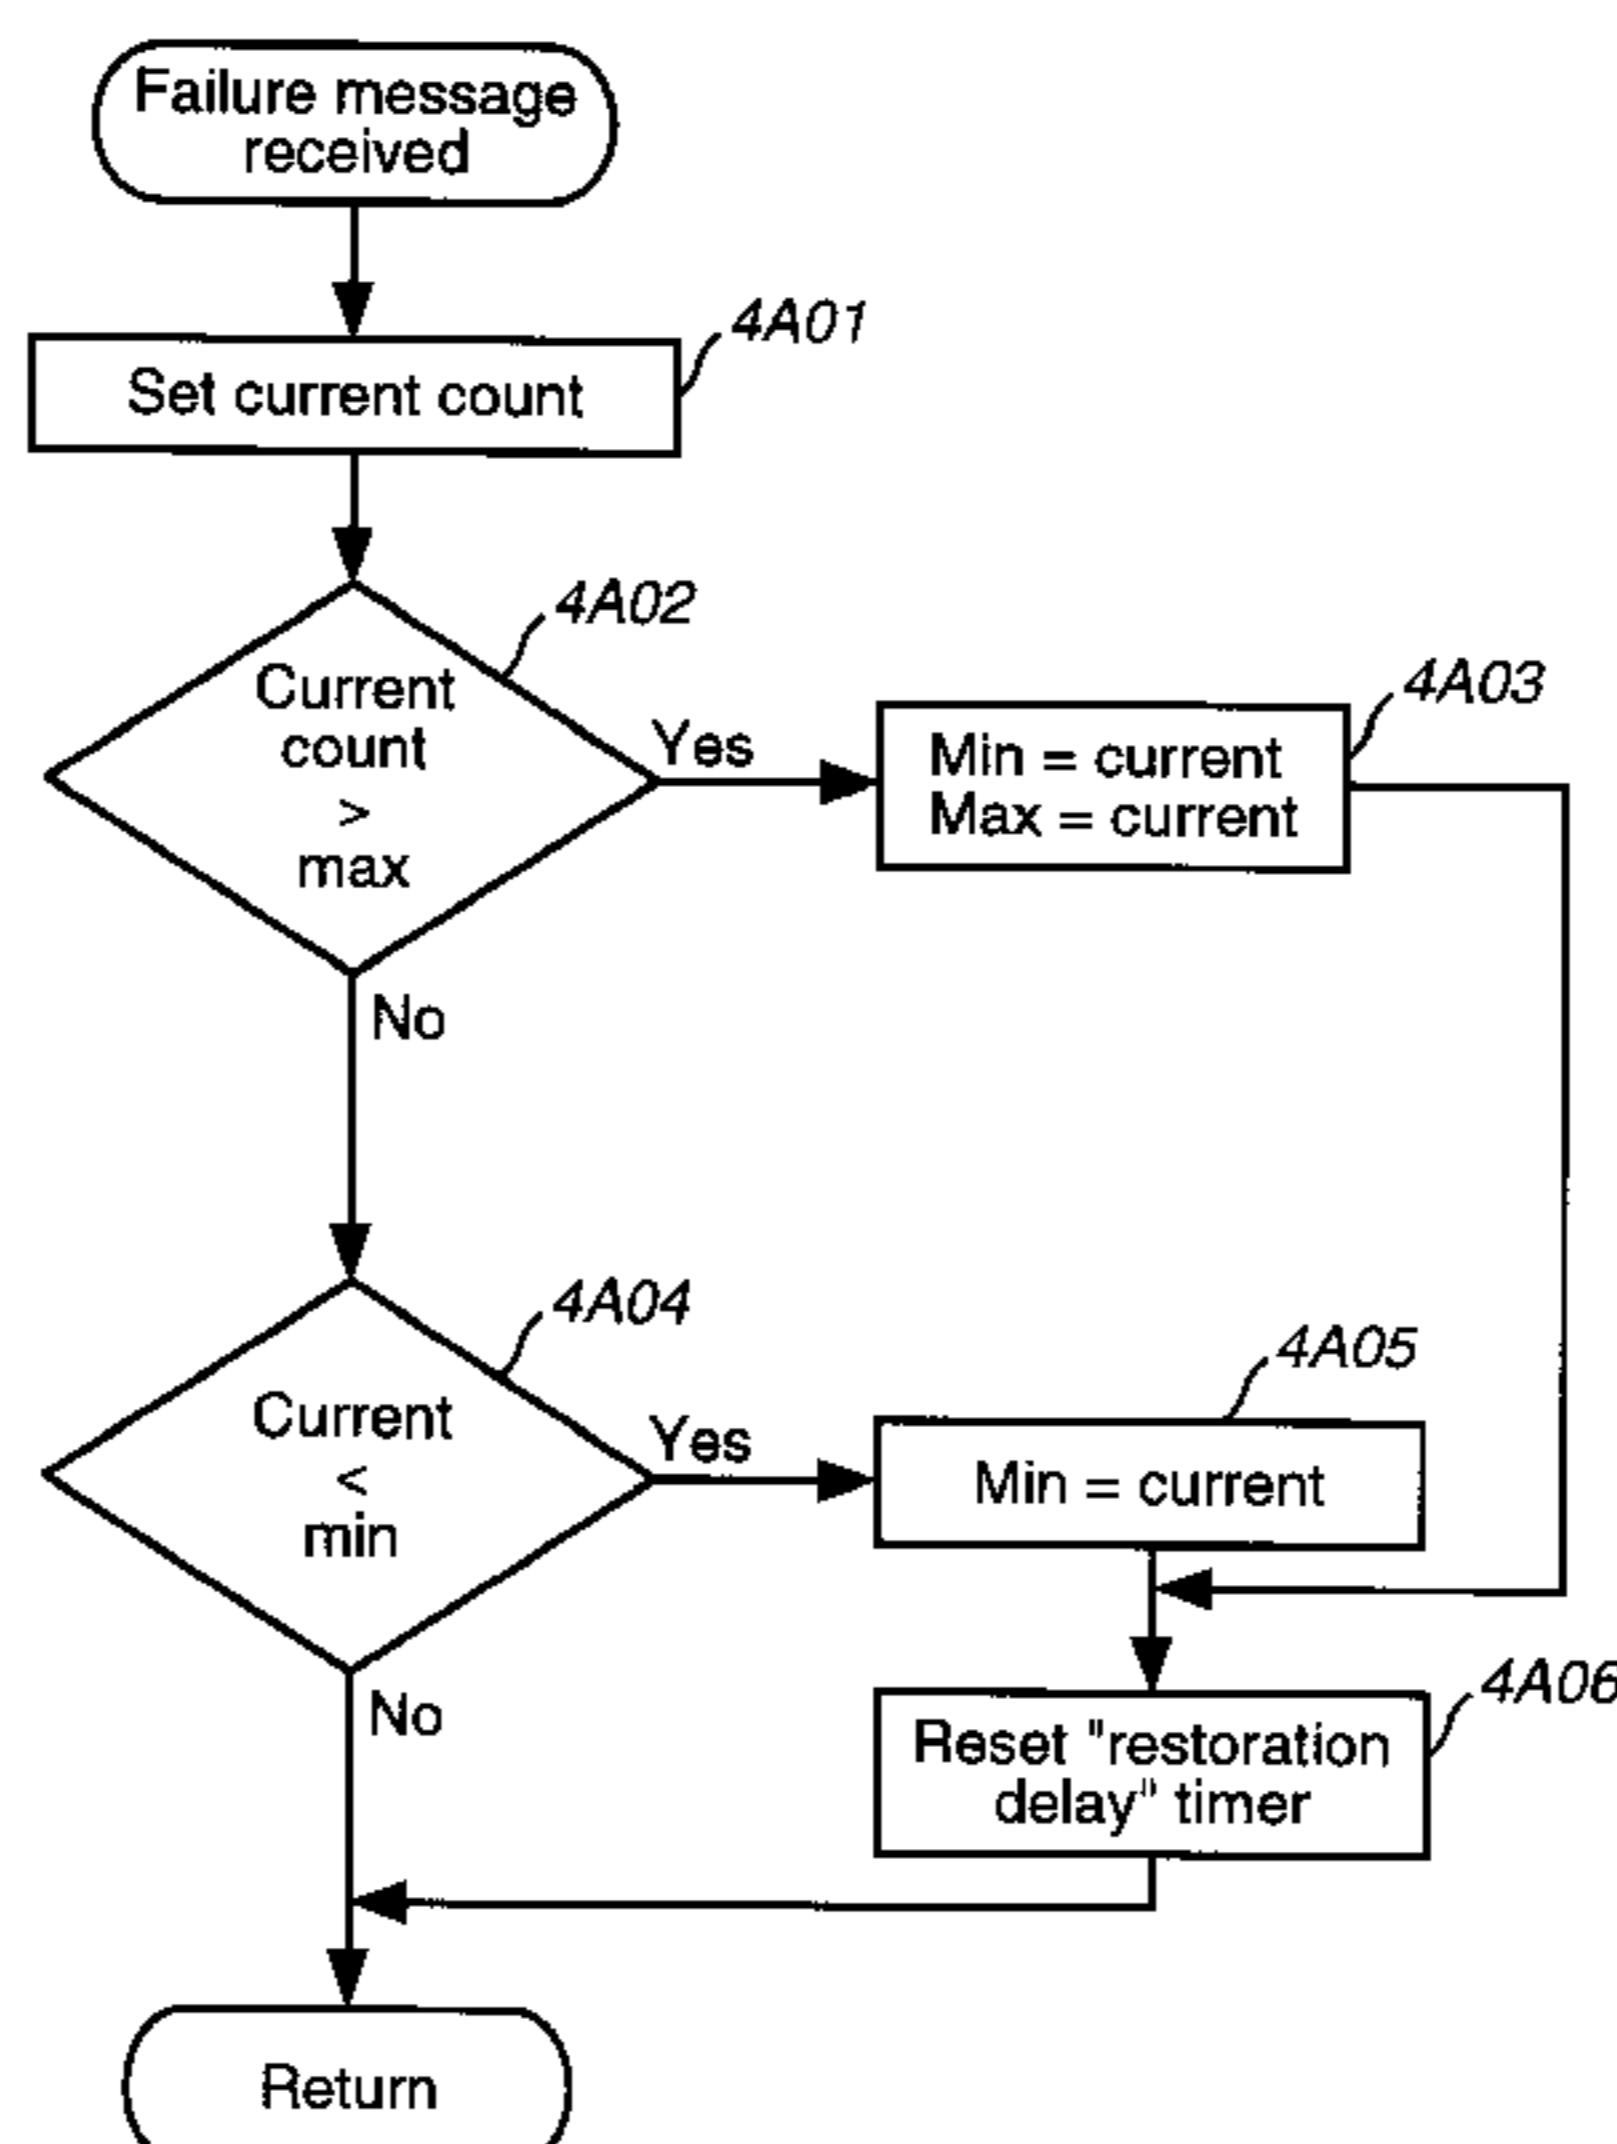 Failure message
received
4A01
Set current count
4A02
Current
count
>
max
Yes
4A03
Min = current
Max = current
No
4A04
Current
<
min
Yes
4A05
Min = current
No
4A06
Reset "restoration
delay" timer
Return